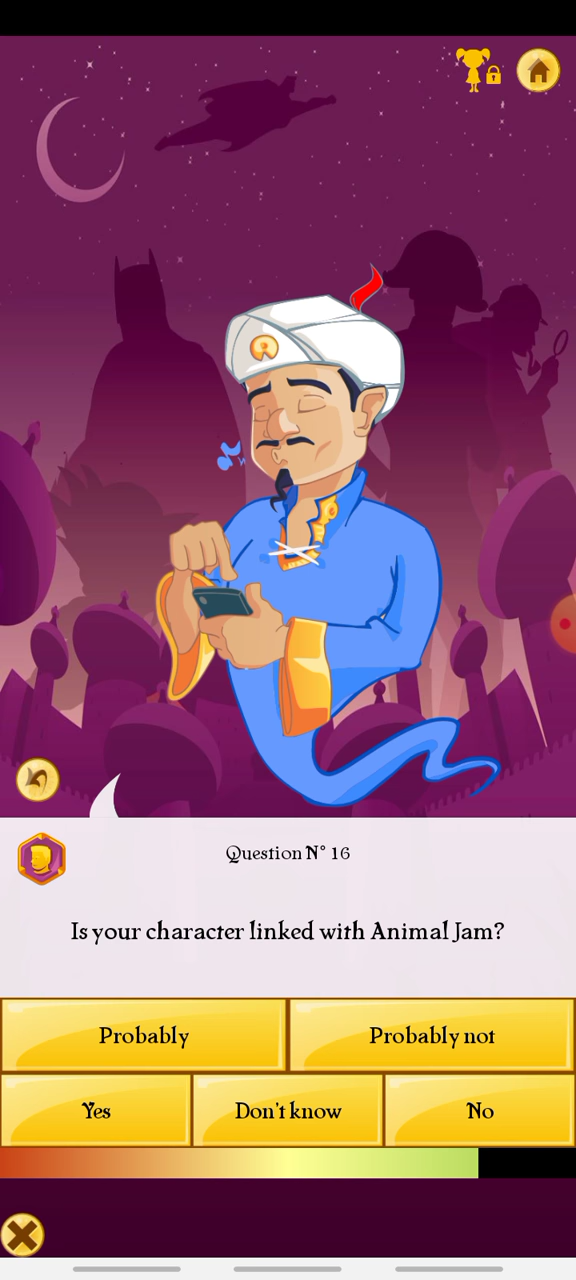 Question N° 16
Is your character linked with Animal Jam?
Probably
Probably not
Yes
Don't know
No